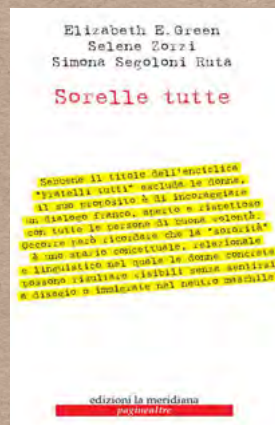 Elizabeth E. Green
Selene Zorzi
Simona Segoloni Ruta
Sorelle tutte
Sebbene il titolo dell'enciclica
"Fratelli tutti" escluda le donne,
il suo proposito è di incoraggiare
un dialogo franco, aperto e rispettoso
con tutte le persone di buona volontà.
Occorre però ricordare che la "sororità"
è uno spazio concettuale, relazionale
e linguistico nel quale le donne concrete
possono risultare visibili senza sentirsi
a disagio o immigrate nel neutro maschile
edizioni la meridiana
paginealtre